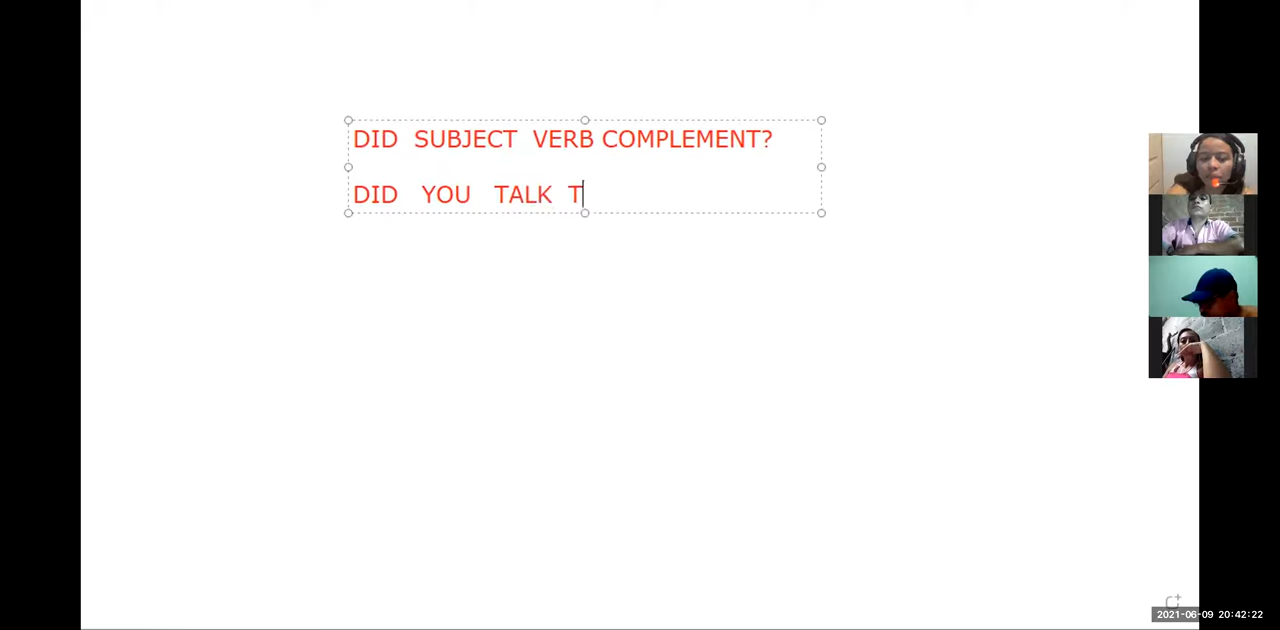 DID SUBJECT VERB COMPLEMENT?
DID YOU TALK T
2021-06-09 20:42:22